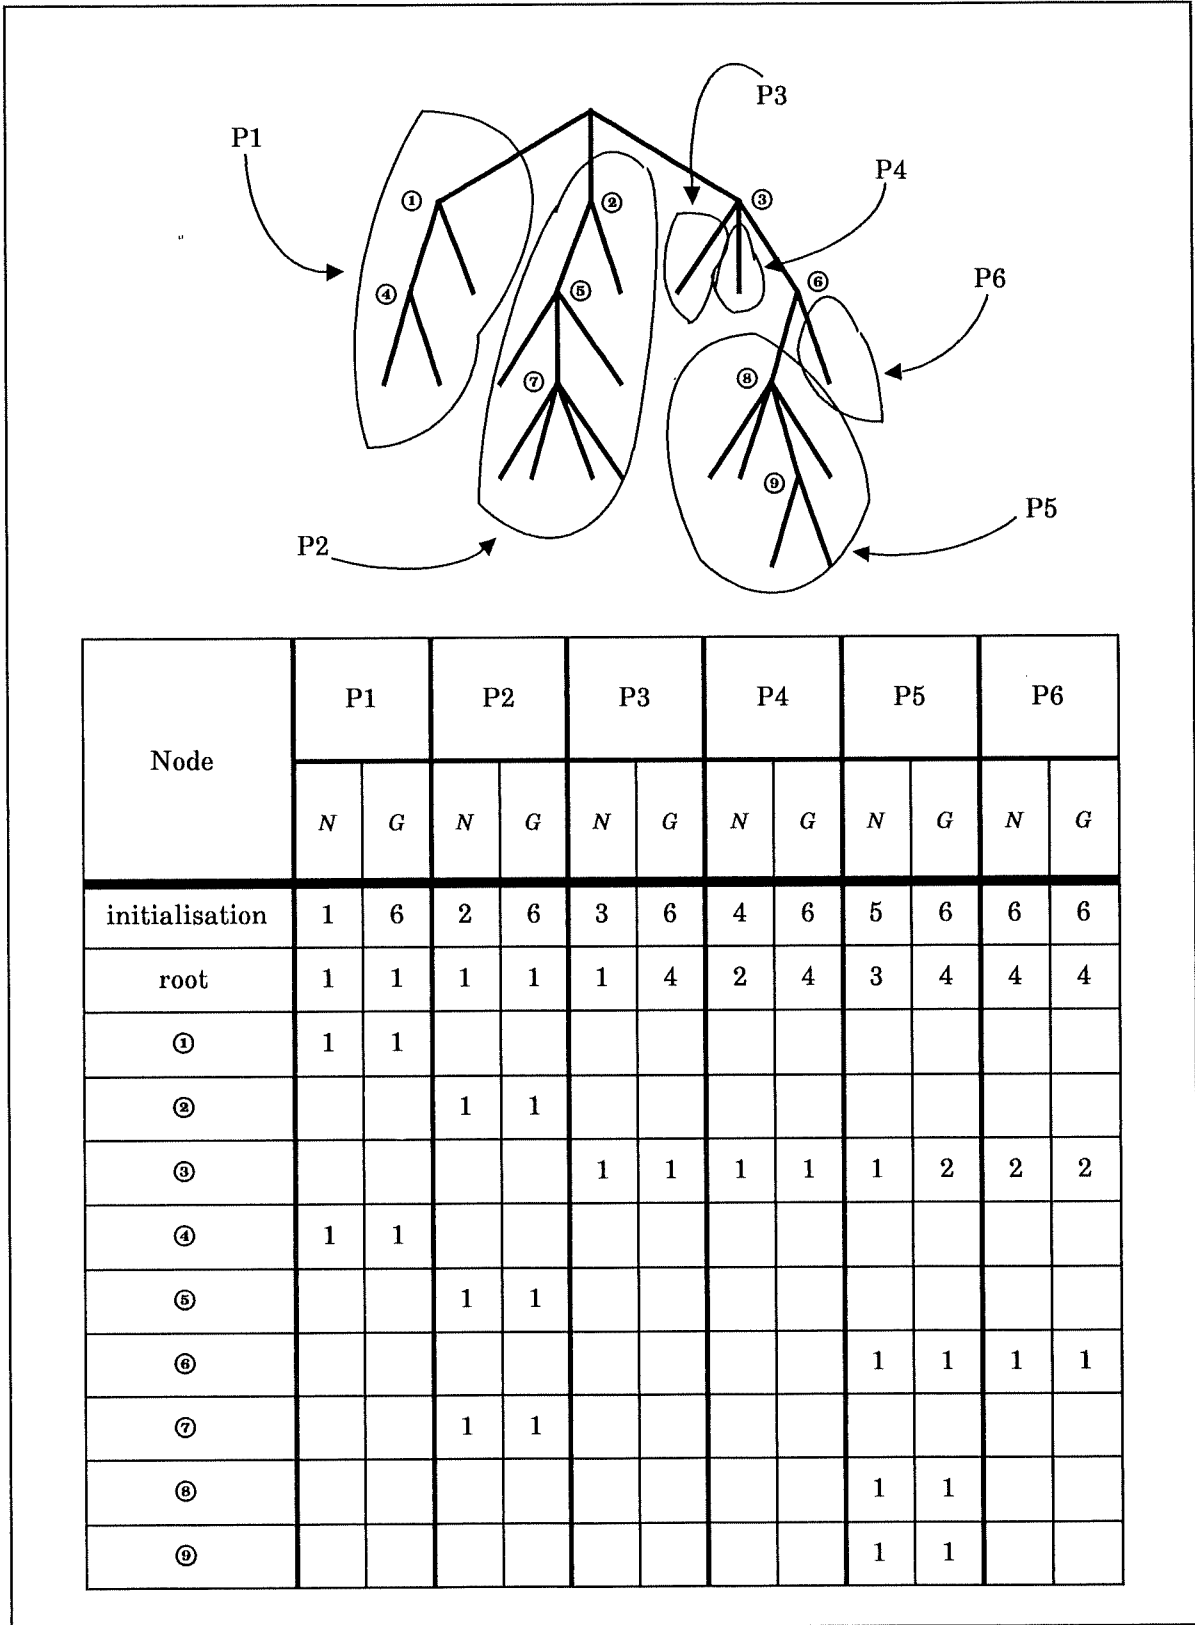 P3
P1
P4
① ② ③
P6
④ ⑤ ⑥
⑦ ⑧
⑨
P5
P2
Node P1 P2 P3 P4 P5 P6
N G N G N G N G N G N G
initialisation 1 6 2 6 3 6 4 6 5 6 6 6
root 1 1 1 1 1 4 2 4 3 4 4 4
① 1 1
② 1 1
③ 1 1 1 1 1 2 2 2
④ 1 1
⑤ 1 1
⑥ 1 1 1 1
⑦ 1 1
⑧ 1 1
⑨ 1 1